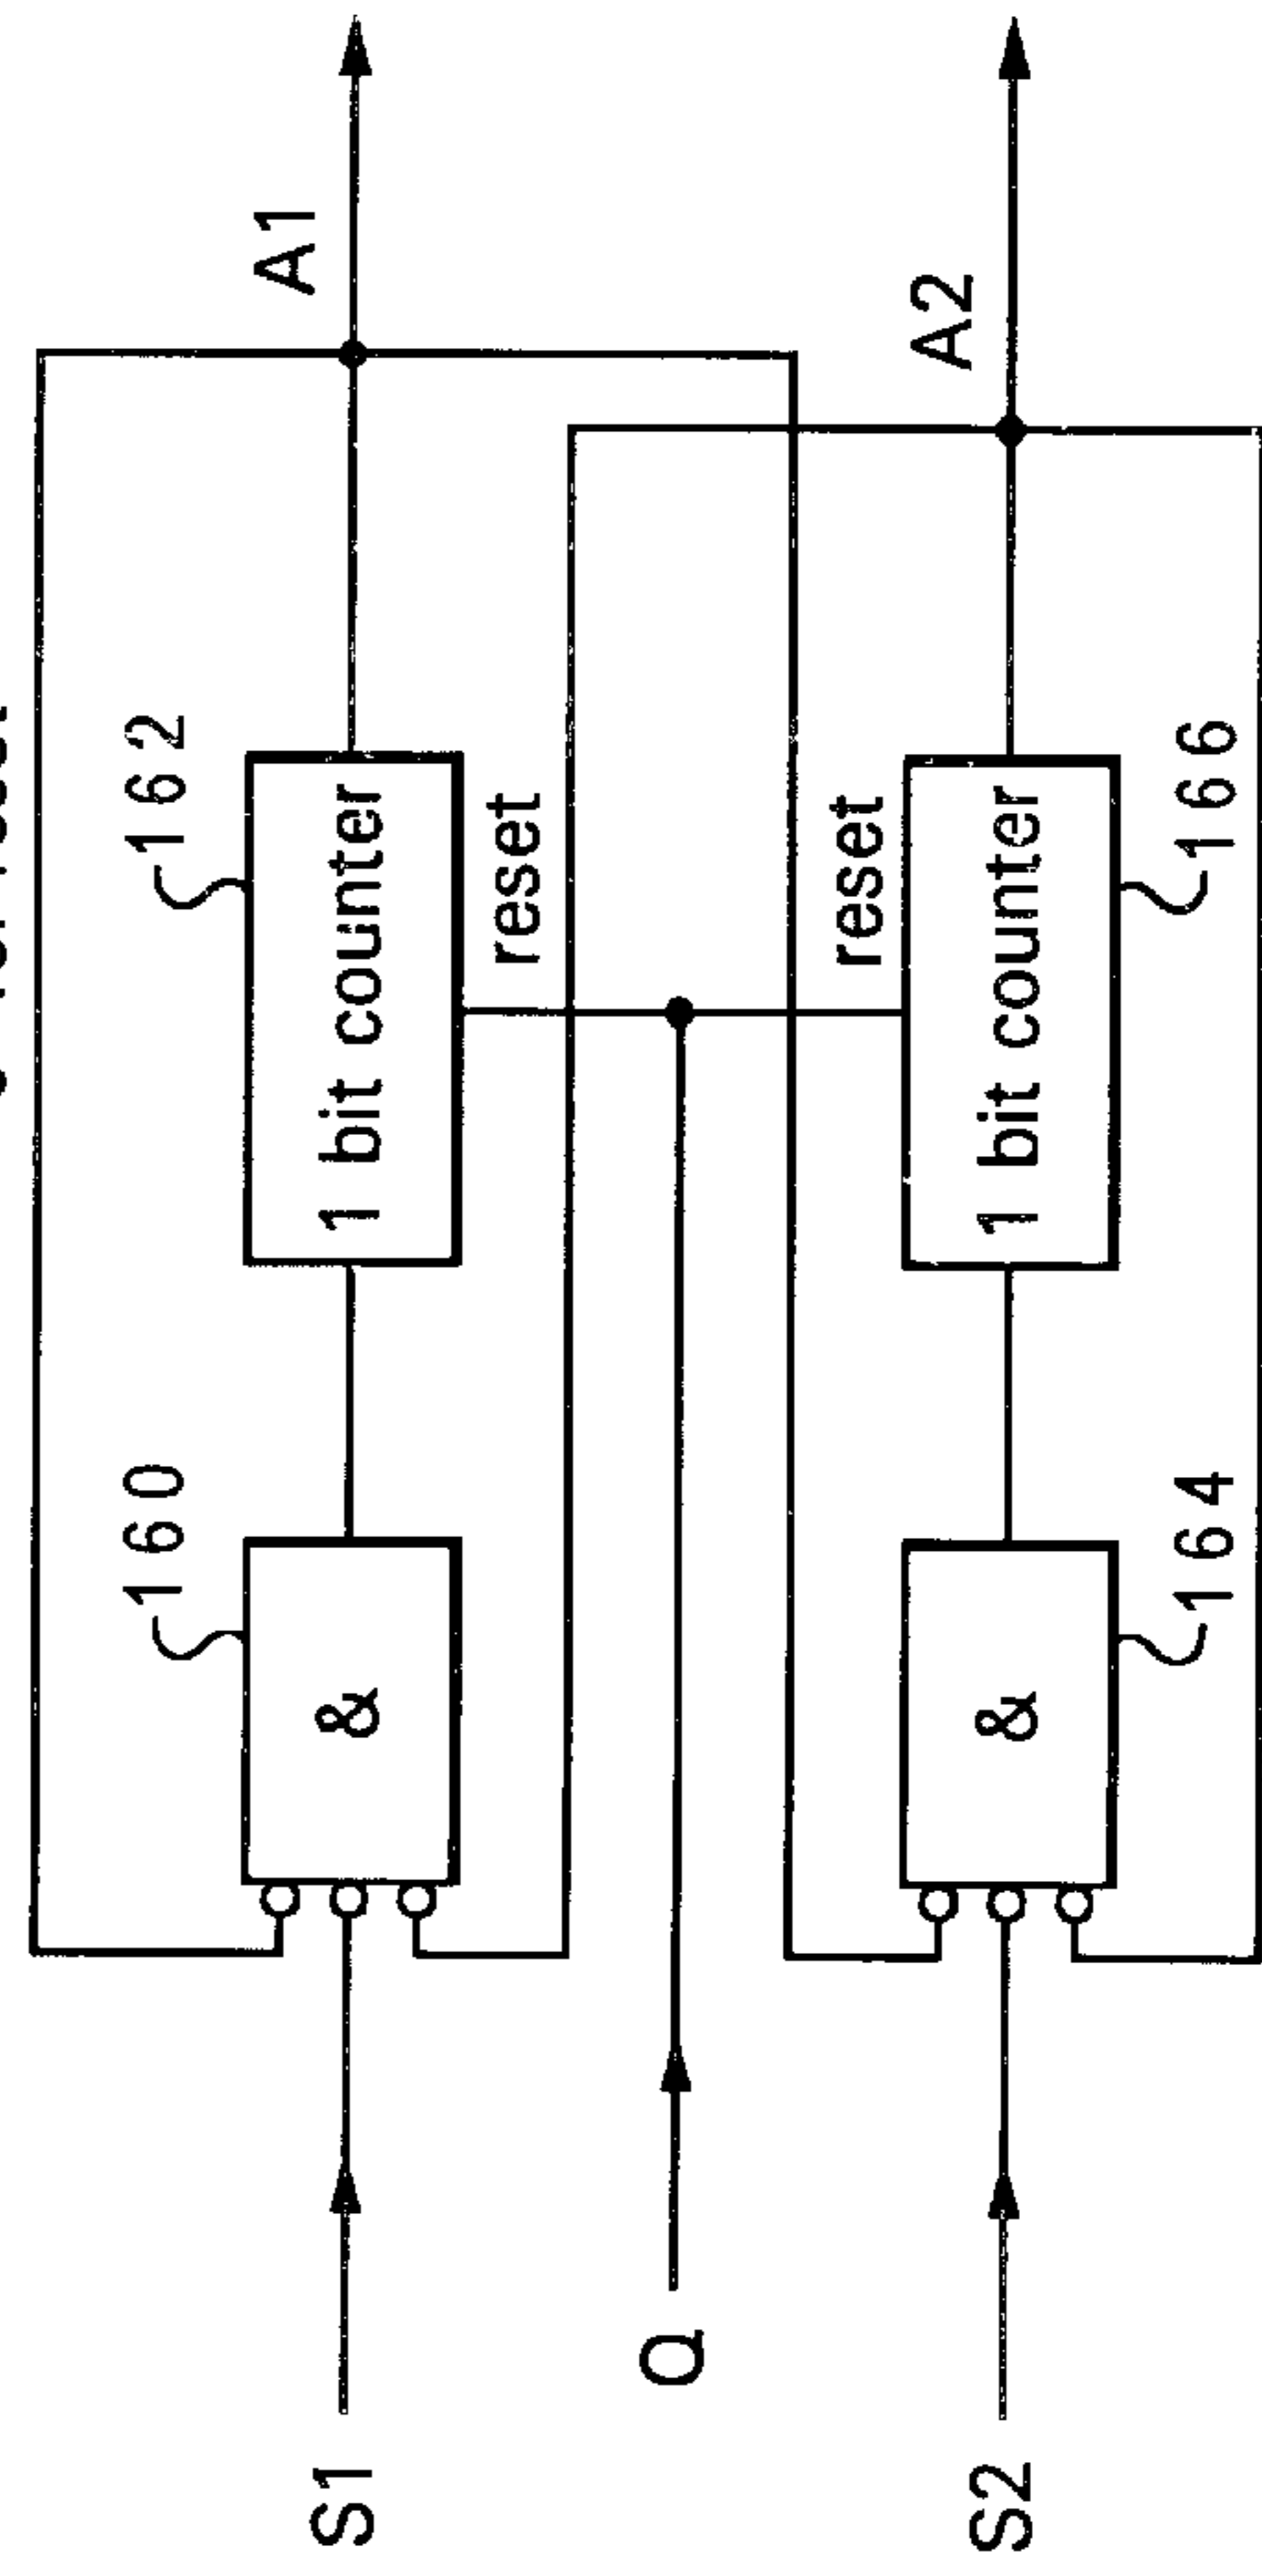 A1
A2
162
1 bit counter
reset
reset
1 bit counter
166
160
&
&
164
S1
Q
S2